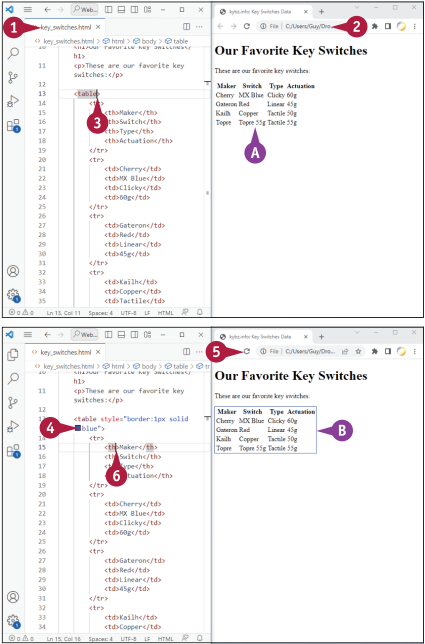 Web...
key_switches.html
key_switches.html > html > body > table
10 <h1>Our Favorite Key Switches</
h1>
11 <p>These are our favorite key
switches:</p>
12
13 <table>
14 <tr>
15 <th>Maker</th>
16 <th>Switch</th>
17 <th>Type</th>
18 <th>Actuation</th>
19 </tr>
20 <tr>
21 <td>Cherry</td>
22 <td>MX Blue</td>
23 <td>Clicky</td>
24 <td>60g</td>
25 </tr>
26 <tr>
27 <td>Gateron</td>
28 <td>Red</td>
29 <td>Linear</td>
30 <td>45g</td>
31 </tr>
32 <tr>
33 <td>Kailh</td>
34 <td>Copper</td>
35 <td>Tactile</td>
0 0 Ln 13, Col 11 Spaces: 4 UTF-8 LF HTML
1
3
kybs.mhx Key Switches Data
File C:/Users/Guy/Dro...
2
Our Favorite Key Switches
These are our favorite key switches:
Maker Switch Type Actuation
Cherry MX Blue Clicky 60g
Gateron Red Linear 45g
Kailh Copper Tactile 50g
Topre Topre 55g Tactile 55g
A
Web...
key_switches.html
key_switches.html > html > body > table > tr
10 <h1>Our Favorite Key Switches</
h1>
11 <p>These are our favorite key
switches:</p>
12
<table style="border:1px solid
blue">
14 <tr>
15 <th>Maker</th>
16 <th>Switch</th>
17 <th>Type</th>
18 <th>Actuation</th>
19 </tr>
20 <tr>
21 <td>Cherry</td>
22 <td>MX Blue</td>
23 <td>Clicky</td>
24 <td>60g</td>
25 </tr>
26 <tr>
27 <td>Gateron</td>
28 <td>Red</td>
29 <td>Linear</td>
30 <td>45g</td>
31 </tr>
32 <tr>
33 <td>Kailh</td>
34 <td>Copper</td>
0 0 Ln 15, Col 16 Spaces: 4 UTF-8 LF HTML
4
6
kybs.mhx Key Switches Data
5
File C:/Users/Guy/Dro...
Our Favorite Key Switches
These are our favorite key switches:
Maker Switch Type Actuation
Cherry MX Blue Clicky 60g
Gateron Red Linear 45g
Kailh Copper Tactile 50g
Topre Topre 55g Tactile 55g
B